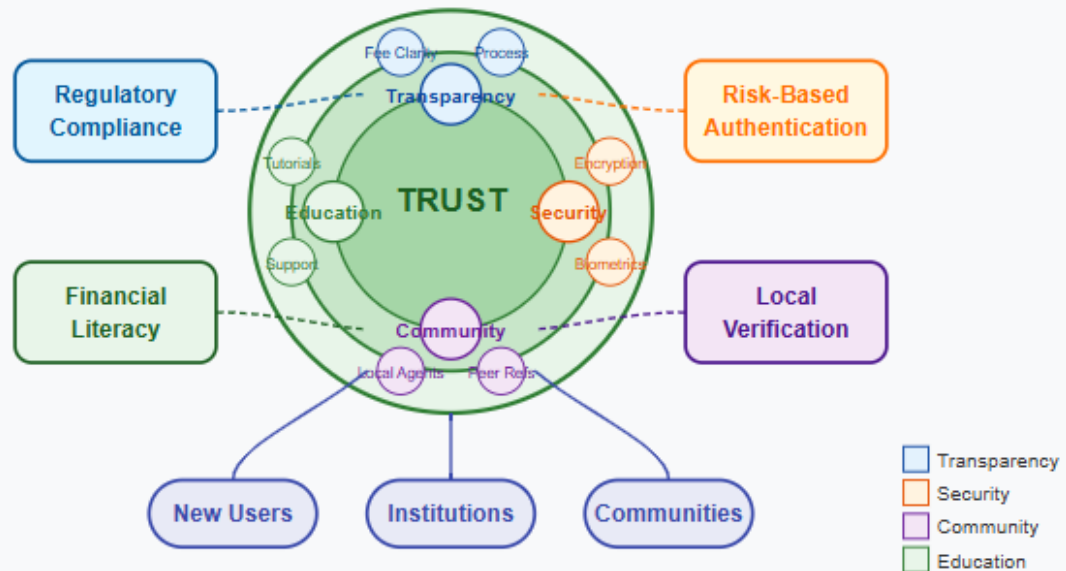 Fee Clarity
Process
Regulatory
Compliance
Transparency
Risk-Based
Authentication
Tutorials
Encryption
Education
TRUST
Security
Support
Biometrics
Financial
Literacy
Community
Local
Verification
Local Agents
Peer Refs
New Users
Institutions
Communities
Transparency
Security
Community
Education